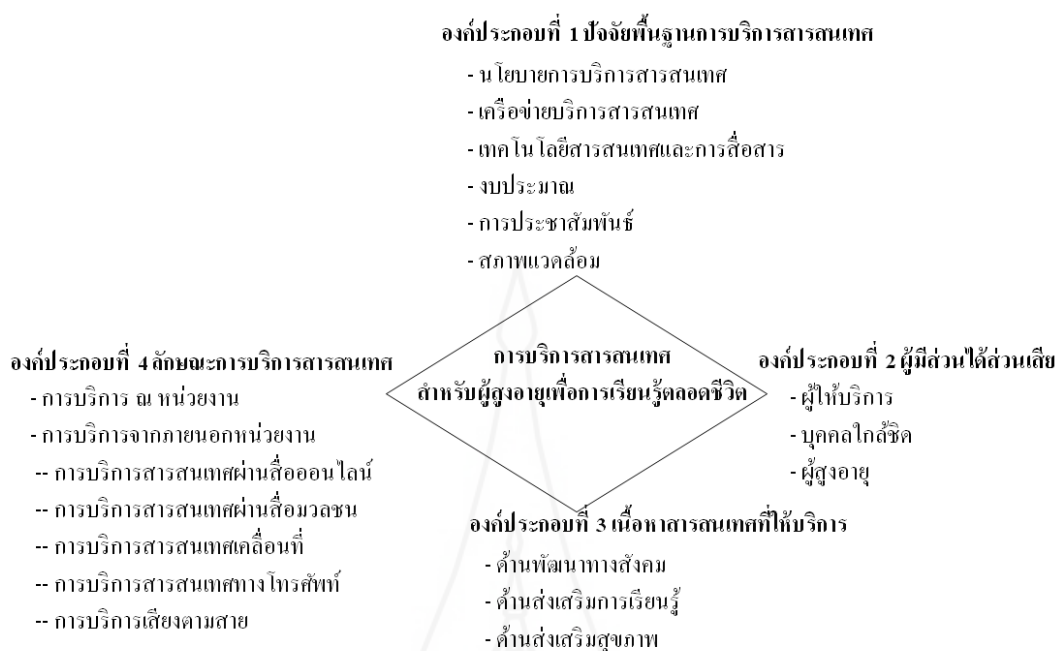 องค์ประกอบที่ 1 ปัจจัยพื้นฐานการบริการสารสนเทศ
- นโยบายการบริการสารสนเทศ
- เครือข่ายบริการสารสนเทศ
- เทคโนโลยีสารสนเทศและการสื่อสาร
- งบประมาณ
- การประชาสัมพันธ์
- สภาพแวดล้อม
องค์ประกอบที่ 4 ลักษณะการบริการสารสนเทศ
- การบริการ ณ หน่วยงาน
- การบริการจากภายนอกหน่วยงาน
-- การบริการสารสนเทศผ่านสื่อออนไลน์
-- การบริการสารสนเทศผ่านสื่อมวลชน
-- การบริการสารสนเทศเคลื่อนที่
-- การบริการสารสนเทศทางโทรศัพท์
-- การบริการเสียงตามสาย
การบริการสารสนเทศ
สำหรับผู้สูงอายุเพื่อการเรียนรู้ตลอดชีวิต
องค์ประกอบที่ 2 ผู้มีส่วนได้ส่วนเสีย
- ผู้ให้บริการ
- บุคคลใกล้ชิด
- ผู้สูงอายุ
องค์ประกอบที่ 3 เนื้อหาสารสนเทศที่ให้บริการ
- ด้านพัฒนาทางสังคม
- ด้านส่งเสริมการเรียนรู้
- ด้านส่งเสริมสุขภาพ